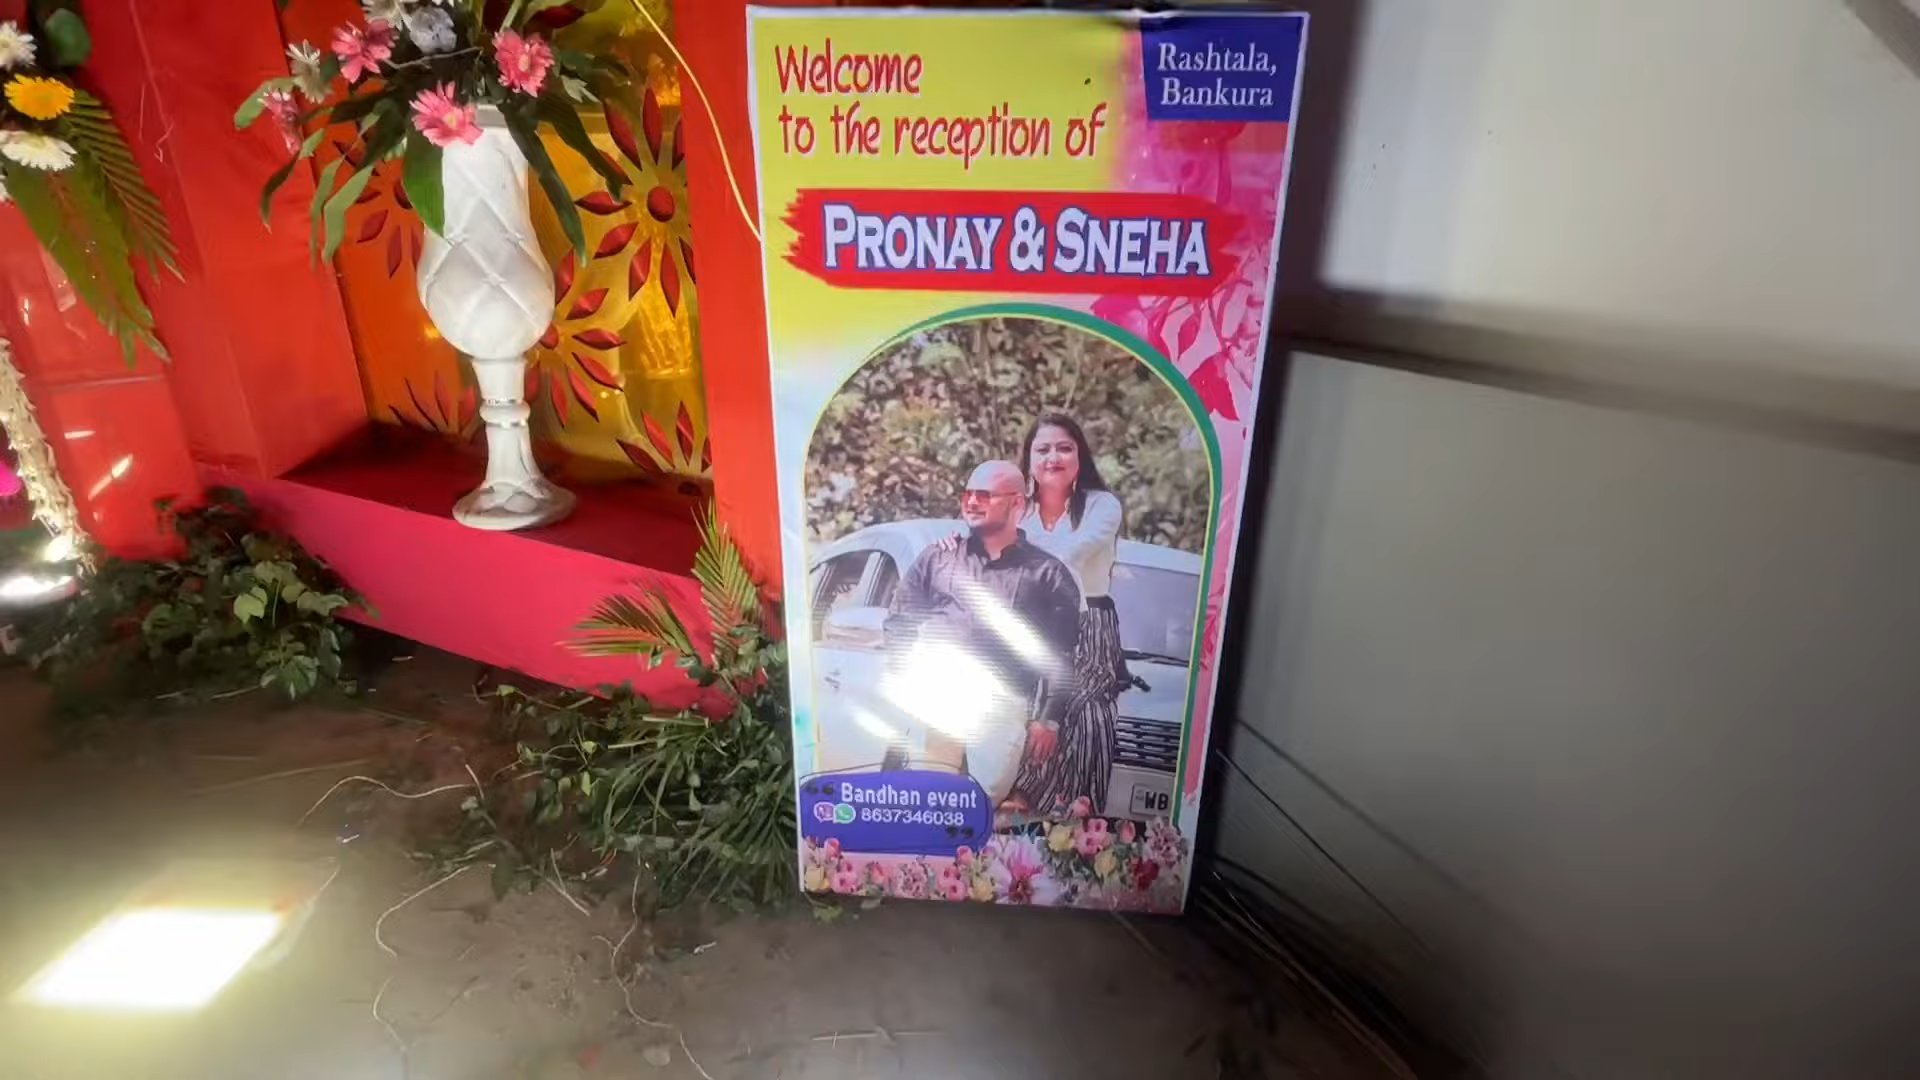 Welcome
to the reception of
Rashtala,
Bankura
PRONAY & SNEHA
Bandhan event
8637346038
WB